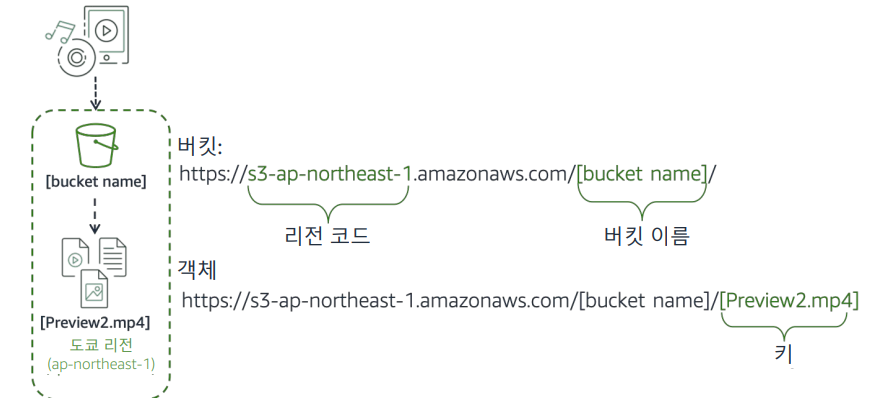 버킷:
https://s3-ap-northeast-1.amazonaws.com/[bucket name]/
리전 코드
버킷 이름
[bucket name]
객체
https://s3-ap-northeast-1.amazonaws.com/[bucket name]/[Preview2.mp4]
키
[Preview2.mp4]
도쿄 리전
(ap-northeast-1)